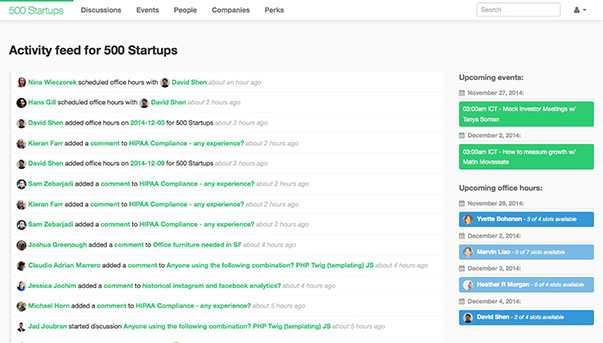 500 Startups
Discussions
Events
People
Companies
Perks
Search
Activity feed for 500 Startups
Nina Wieczorek scheduled office hours with David Shen about an hour ago
Hans Gill scheduled office hours with David Shen about 2 hours ago
David Shen added office hours on 2014-12-03 for 500 Startups about 2 hours ago
Kieran Farr added a comment to HIPAA Compliance - any experience? about 2 hours ago
David Shen added office hours on 2014-12-09 for 500 Startups about 2 hours ago
Sam Zebarjadi added a comment to HIPAA Compliance - any experience? about 2 hours ago
Kieran Farr added a comment to HIPAA Compliance - any experience? about 2 hours ago
Sam Zebarjadi added a comment to HIPAA Compliance - any experience? about 2 hours ago
Joshua Greenough added a comment to Office furniture needed in SF about 4 hours ago
Claudio Adrian Marrero added a comment to Anyone using the following combination? PHP Twig (templating) JS about 4 hours ago
Jessica Jochim added a comment to historical instagram and facebook analytics? about 4 hours ago
Michael Horn added a comment to HIPAA Compliance - any experience? about 5 hours ago
Jad Joubran started discussion Anyone using the following combination? PHP Twig (templating) JS about 5 hours ago
Upcoming events:
November 27, 2014:
03:00am ICT - Mock Investor Meetings w/
Tanya Soman
December 2, 2014:
03:00am ICT - How to measure growth w/
Matin Movassate
Upcoming office hours:
November 29, 2014:
Yvette Bohanan - 3 of 4 slots available
December 2, 2014:
Marvin Liao - 0 of 7 slots available
December 3, 2014:
Heather R Morgan - 0 of 4 slots available
December 4, 2014:
David Shen - 2 of 4 slots available